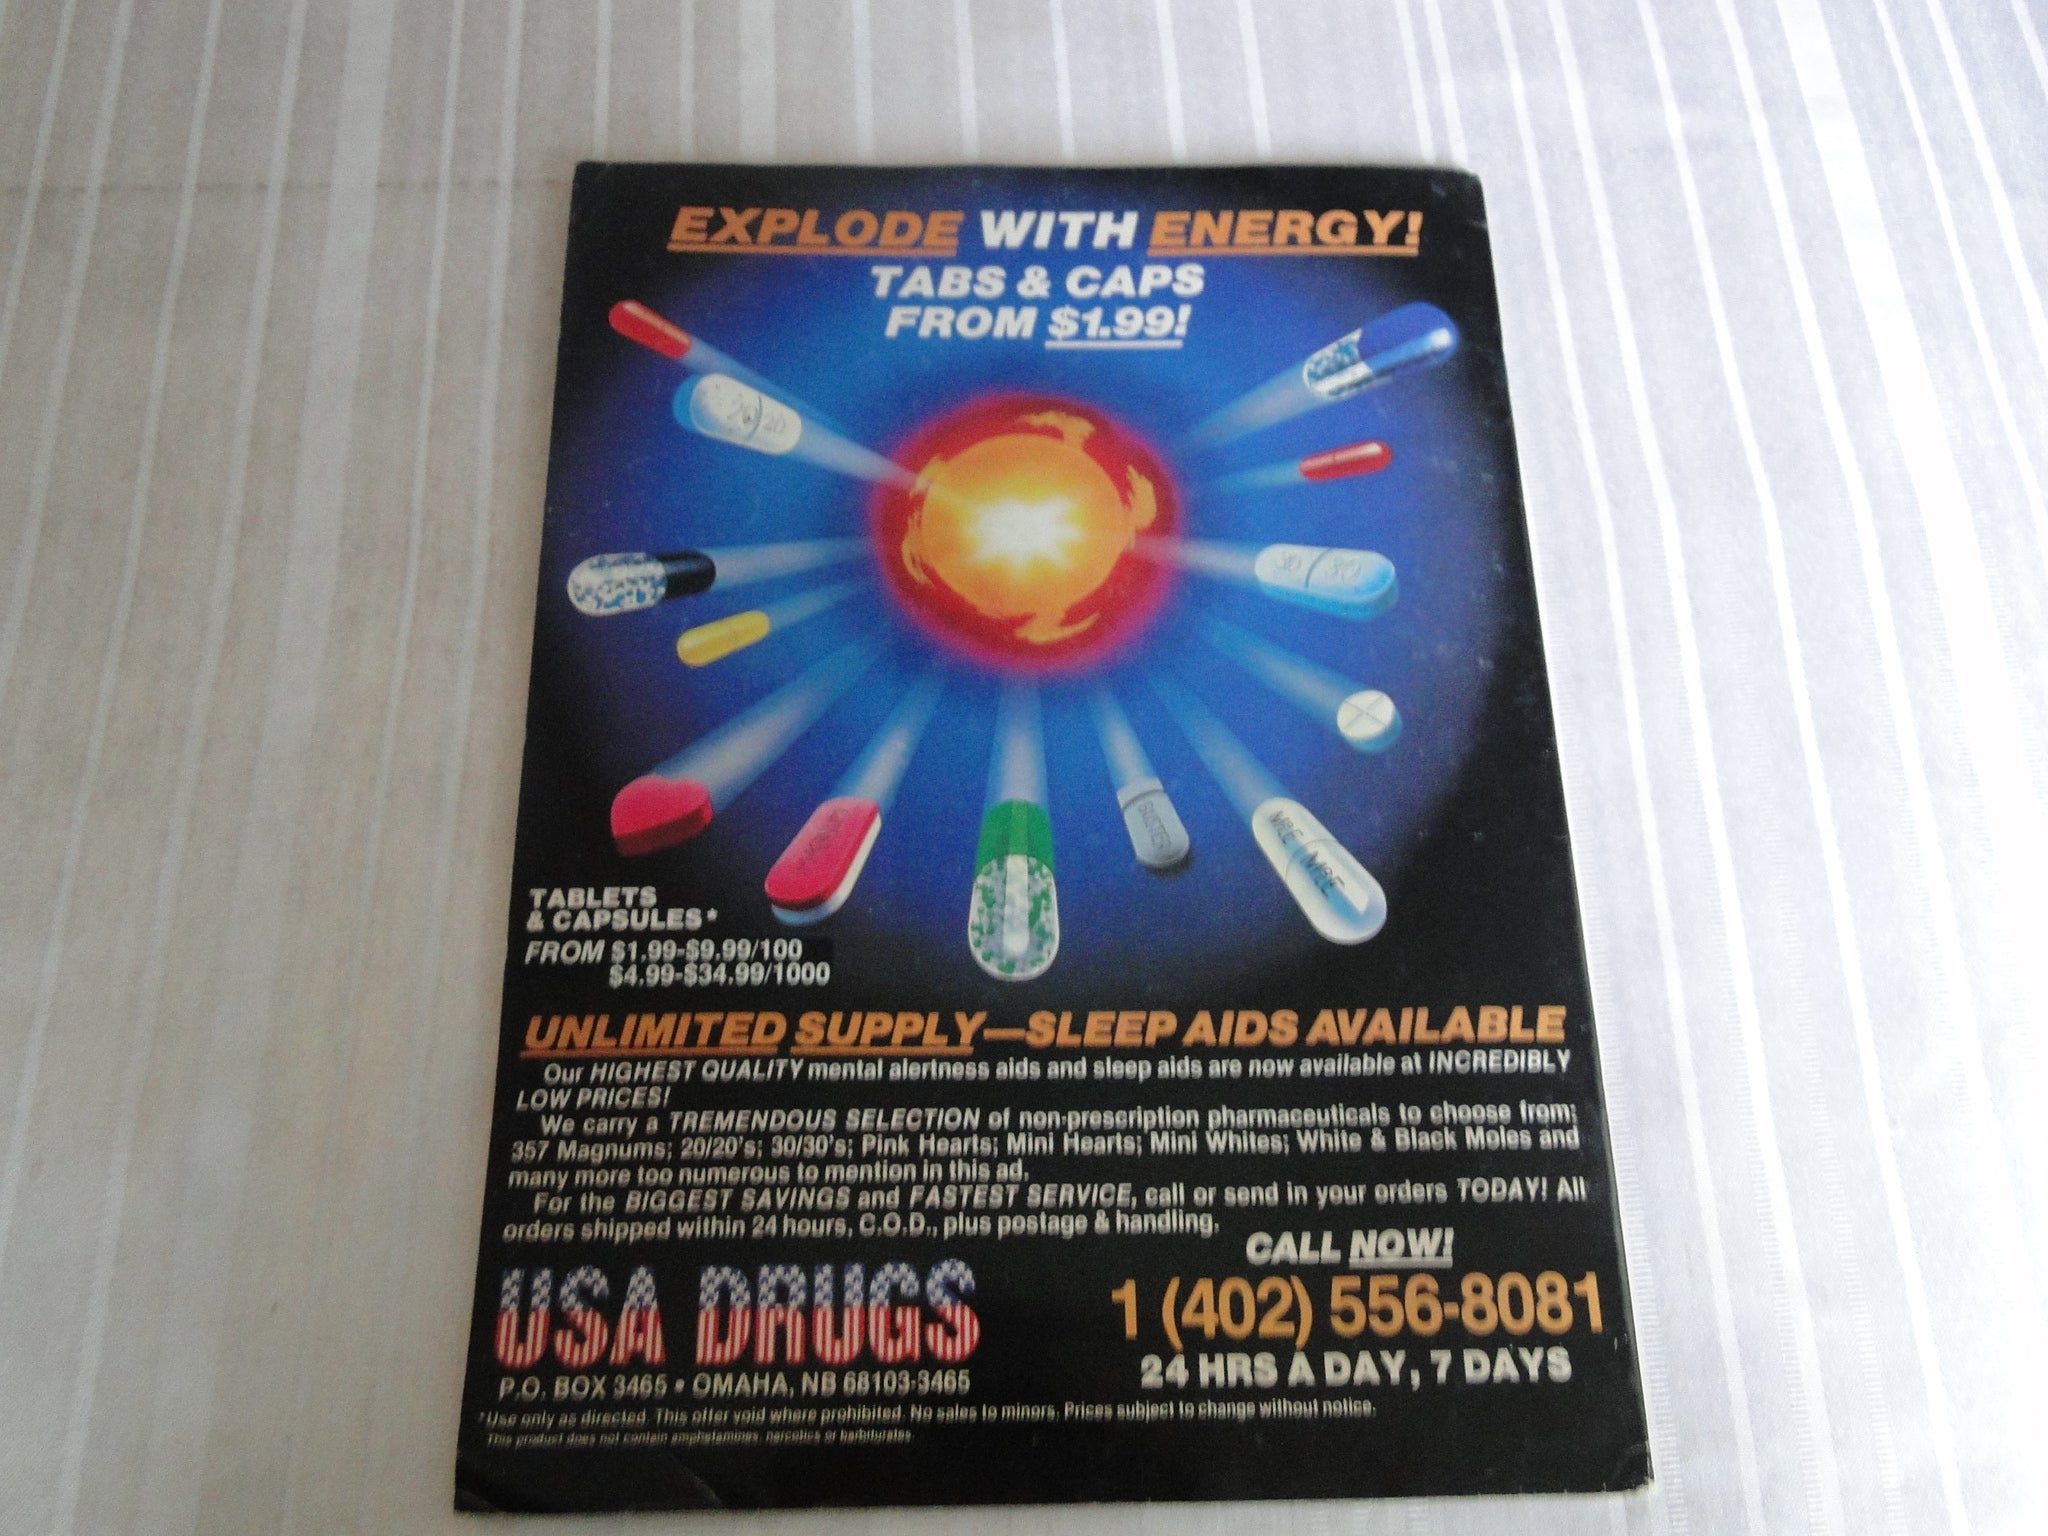 EXPLODE WITH ENERGY!
TABS & CAPS
FROM $1.99!
20 20
30 30
BUSTER
MBE MBE
TABLETS
& CAPSULES*
FROM $1.99-$9.99/100
$4.99-$34.99/1000
UNLIMITED SUPPLY—SLEEP AIDS AVAILABLE
Our HIGHEST QUALITY mental alertness aids and sleep aids are now available at INCREDIBLY
LOW PRICES!
We carry a TREMENDOUS SELECTION of non-prescription pharmaceuticals to choose from:
357 Magnums; 20/20's; 30/30's; Pink Hearts; Mini Hearts; Mini Whites; White & Black Moles and
many more too numerous to mention in this ad.
For the BIGGEST SAVINGS and FASTEST SERVICE, call or send in your orders TODAY! All
orders shipped within 24 hours, C.O.D., plus postage & handling.
CALL NOW!
USA DRUGS
1 (402) 556-8081
24 HRS A DAY, 7 DAYS
P.O. BOX 3465 • OMAHA, NB 68103-3465
*Use only as directed. This offer void where prohibited. No sales to minors. Prices subject to change without notice.
This product does not contain amphetamines, narcotics or barbiturates.